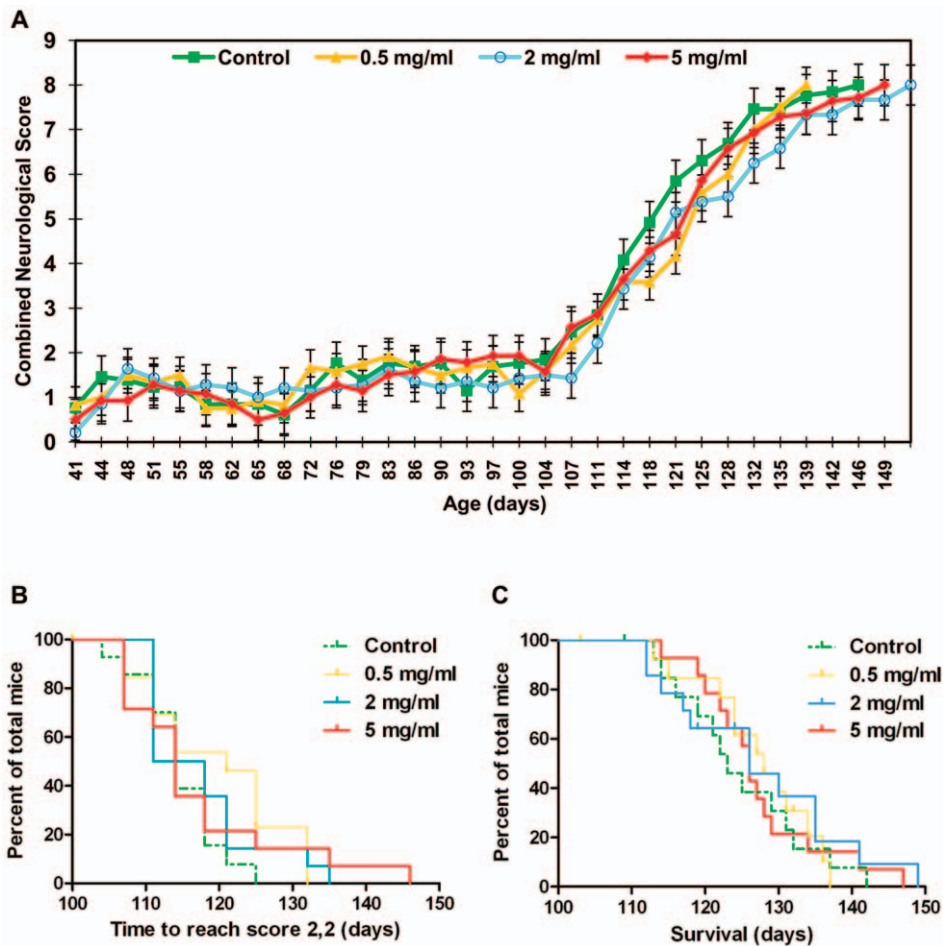 A
9
8
7
6
5
4
3
2
1
0
Combined Neurological Score
Control 0.5 mg/ml 2 mg/ml 5 mg/ml
41 44 48 51 55 58 62 65 68 72 76 79 83 86 90 93 97 100 104 107 111 114 118 121 125 128 132 135 139 142 146 149
Age (days)
B
100
80
60
40
20
0
Percent of total mice
Control
0.5 mg/ml
2 mg/ml
5 mg/ml
100 110 120 130 140 150
Time to reach score 2,2 (days)
C
100
80
60
40
20
0
Percent of total mice
Control
0.5 mg/ml
2 mg/ml
5 mg/ml
100 110 120 130 140 150
Survival (days)